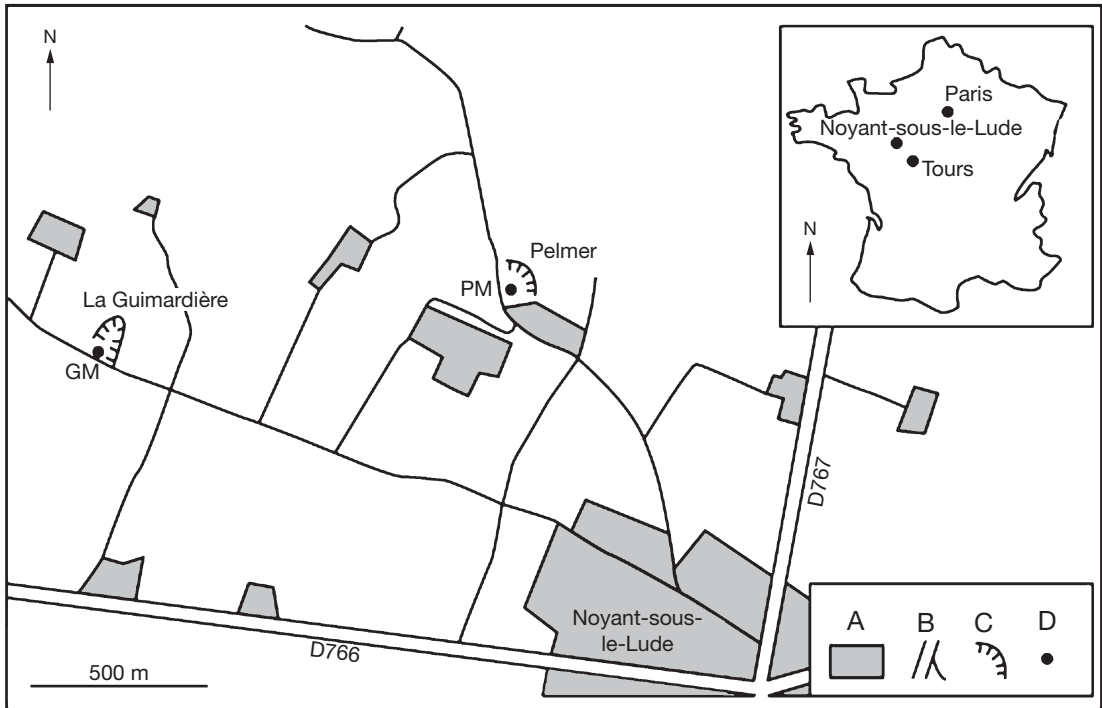 N
Paris
Noyant-sous-le-Lude
Tours
N
Pelmer
PM
La Guimardière
GM
D767
Noyant-sous-
le-Lude
D766
500 m
A
B
C
D